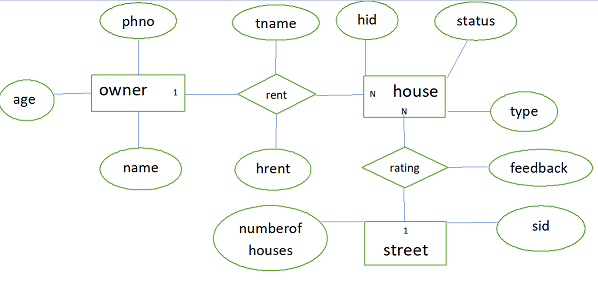 phno
tname
hid
status
age
owner 1
rent
N house
N
type
name
hrent
rating
feedback
numberof
houses
1
street
sid